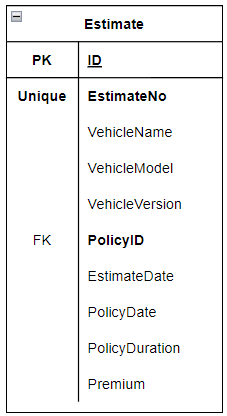 Estimate
PK ID
Unique EstimateNo
VehicleName
VehicleModel
VehicleVersion
FK PolicyID
EstimateDate
PolicyDate
PolicyDuration
Premium